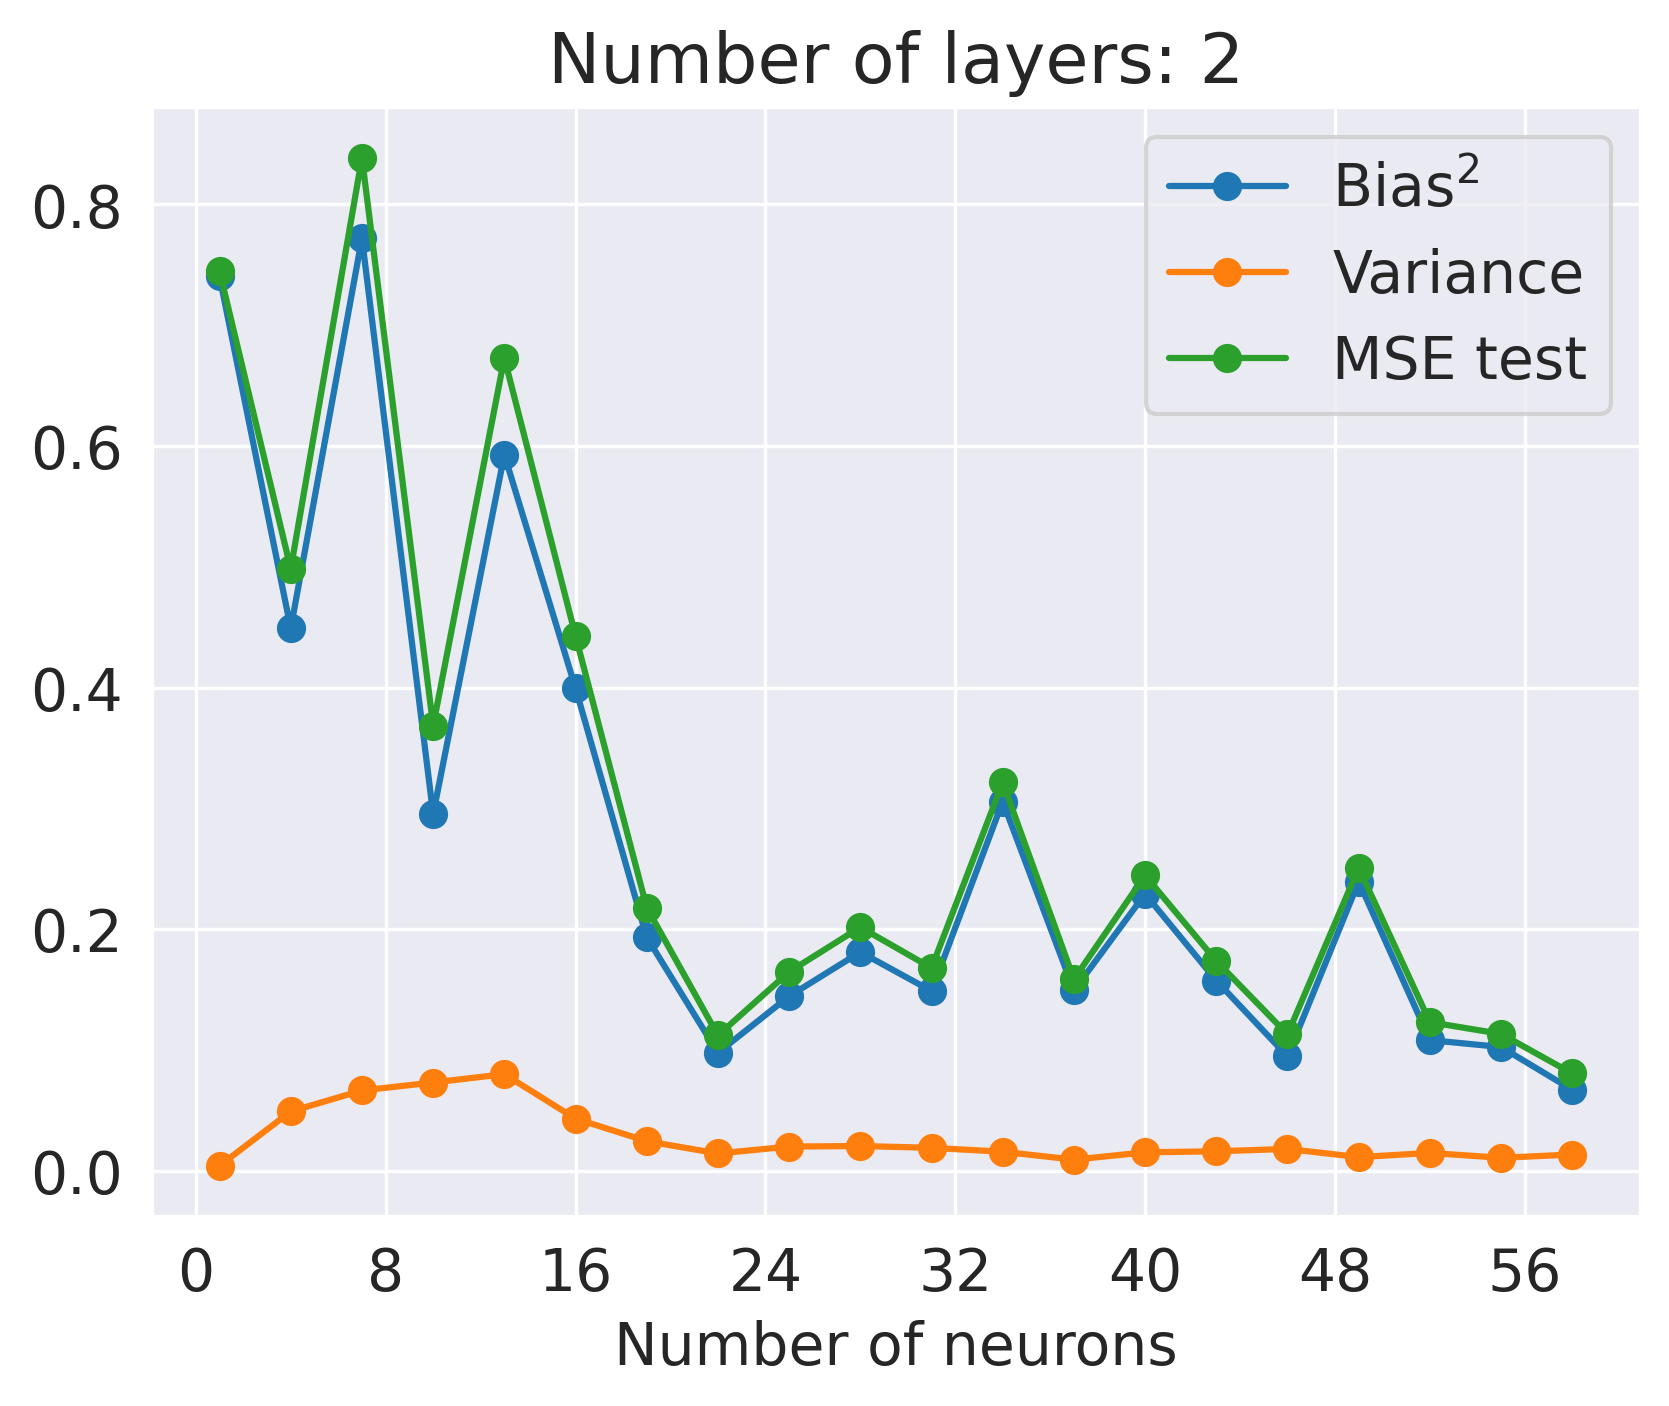 Number of layers: 2
Bias²
Variance
MSE test
0.8
0.6
0.4
0.2
0.0
0 8 16 24 32 40 48 56
Number of neurons